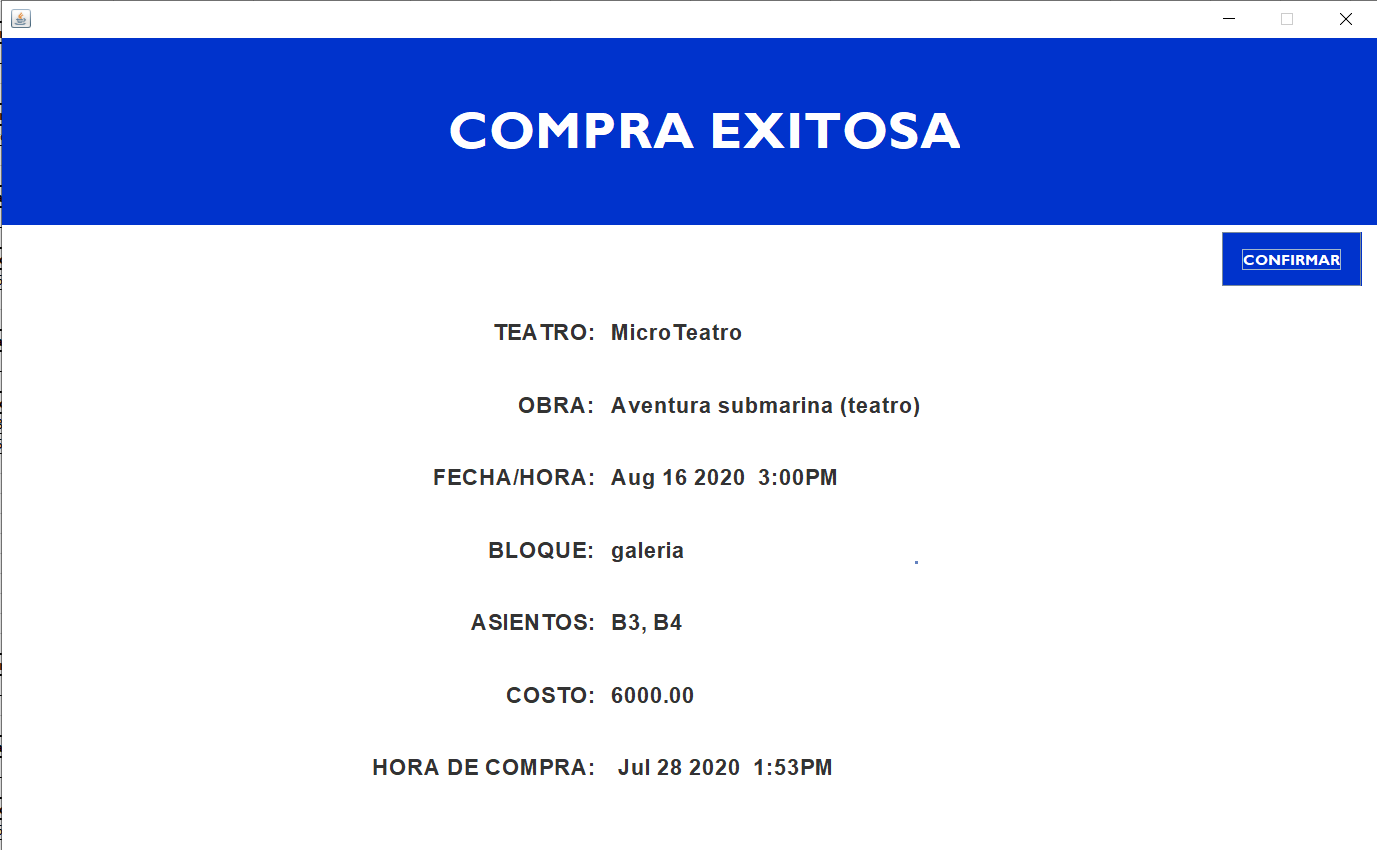 COMPRA EXITOSA
CONFIRMAR
TEATRO: MicroTeatro
OBRA: Aventura submarina (teatro)
FECHA/HORA: Aug 16 2020 3:00PM
BLOQUE: galeria
ASIENTOS: B3, B4
COSTO: 6000.00
HORA DE COMPRA: Jul 28 2020 1:53PM